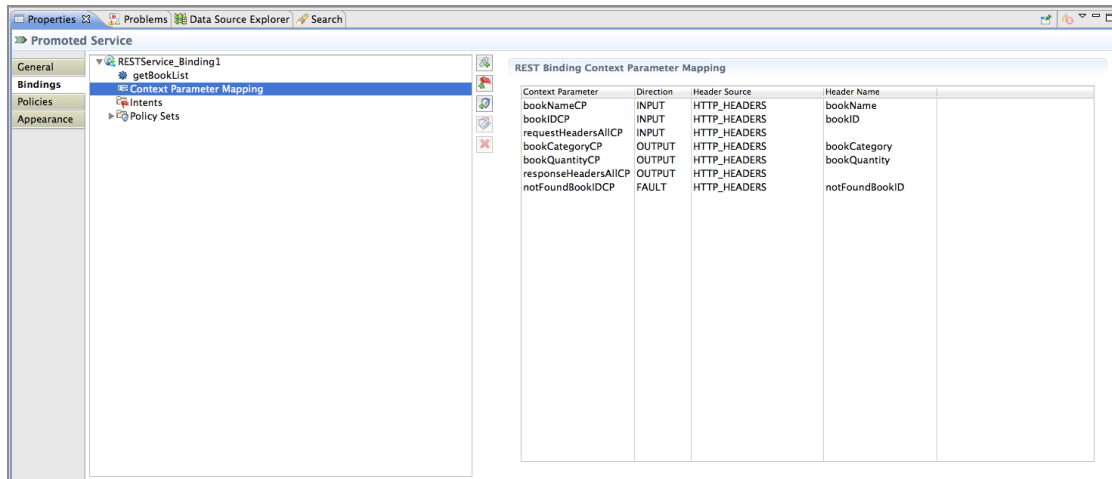 Properties Problems Data Source Explorer Search
Promoted Service
General
Bindings
Policies
Appearance
RESTService_Binding1
getBookList
Context Parameter Mapping
Intents
Policy Sets
REST Binding Context Parameter Mapping
Context Parameter Direction Header Source Header Name
bookNameCP INPUT HTTP_HEADERS bookName
bookIDCP INPUT HTTP_HEADERS bookID
requestHeadersAllCP INPUT HTTP_HEADERS
bookCategoryCP OUTPUT HTTP_HEADERS bookCategory
bookQuantityCP OUTPUT HTTP_HEADERS bookQuantity
responseHeadersAllCP OUTPUT HTTP_HEADERS
notFoundBookIDCP FAULT HTTP_HEADERS notFoundBookID